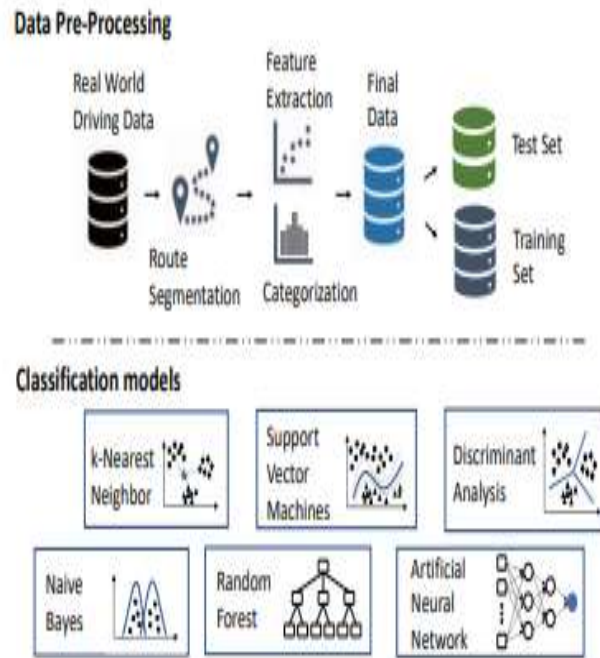 Data Pre-Processing
Real World
Driving Data
Route
Segmentation
Feature
Extraction
Categorization
Final
Data
Test Set
Training
Set
Classification models
k-Nearest
Neighbor
Support
Vector
Machines
Discriminant
Analysis
Naive
Bayes
Random
Forest
Artificial
Neural
Network